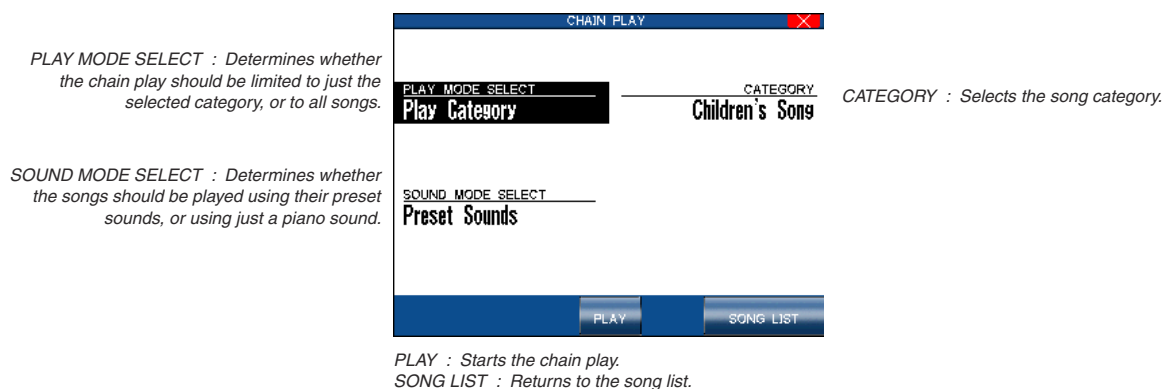 CHAIN PLAY
PLAY MODE SELECT : Determines whether
the chain play should be limited to just the
selected category, or to all songs.
PLAY MODE SELECT
Play Category
CATEGORY
Children's Song
CATEGORY : Selects the song category.
SOUND MODE SELECT : Determines whether
the songs should be played using their preset
sounds, or using just a piano sound.
SOUND MODE SELECT
Preset Sounds
PLAY
SONG LIST
PLAY : Starts the chain play.
SONG LIST : Returns to the song list.